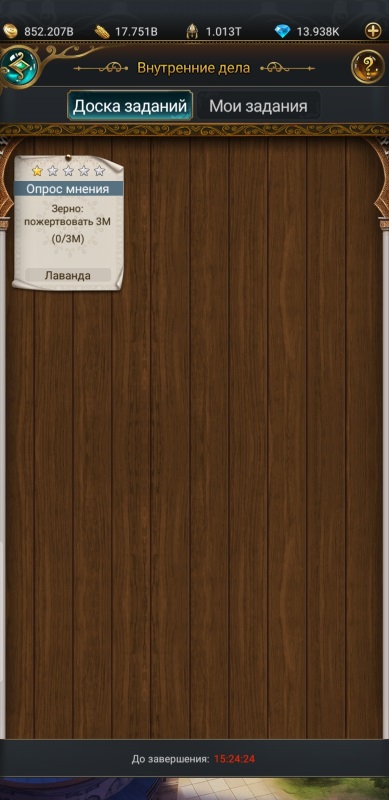 852.207B 17.751B 1.013T 13.938K
Внутренние дела
Доска заданий Мои задания
Опрос мнения
Зерно:
пожертвовать 3M
(0/3M)
Лаванда
До завершения: 15:24:24